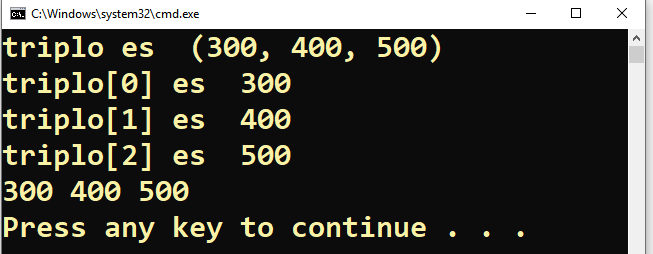 C:\Windows\system32\cmd.exe
triplo es  (300, 400, 500)
triplo[0] es  300
triplo[1] es  400
triplo[2] es  500
300 400 500
Press any key to continue . . .